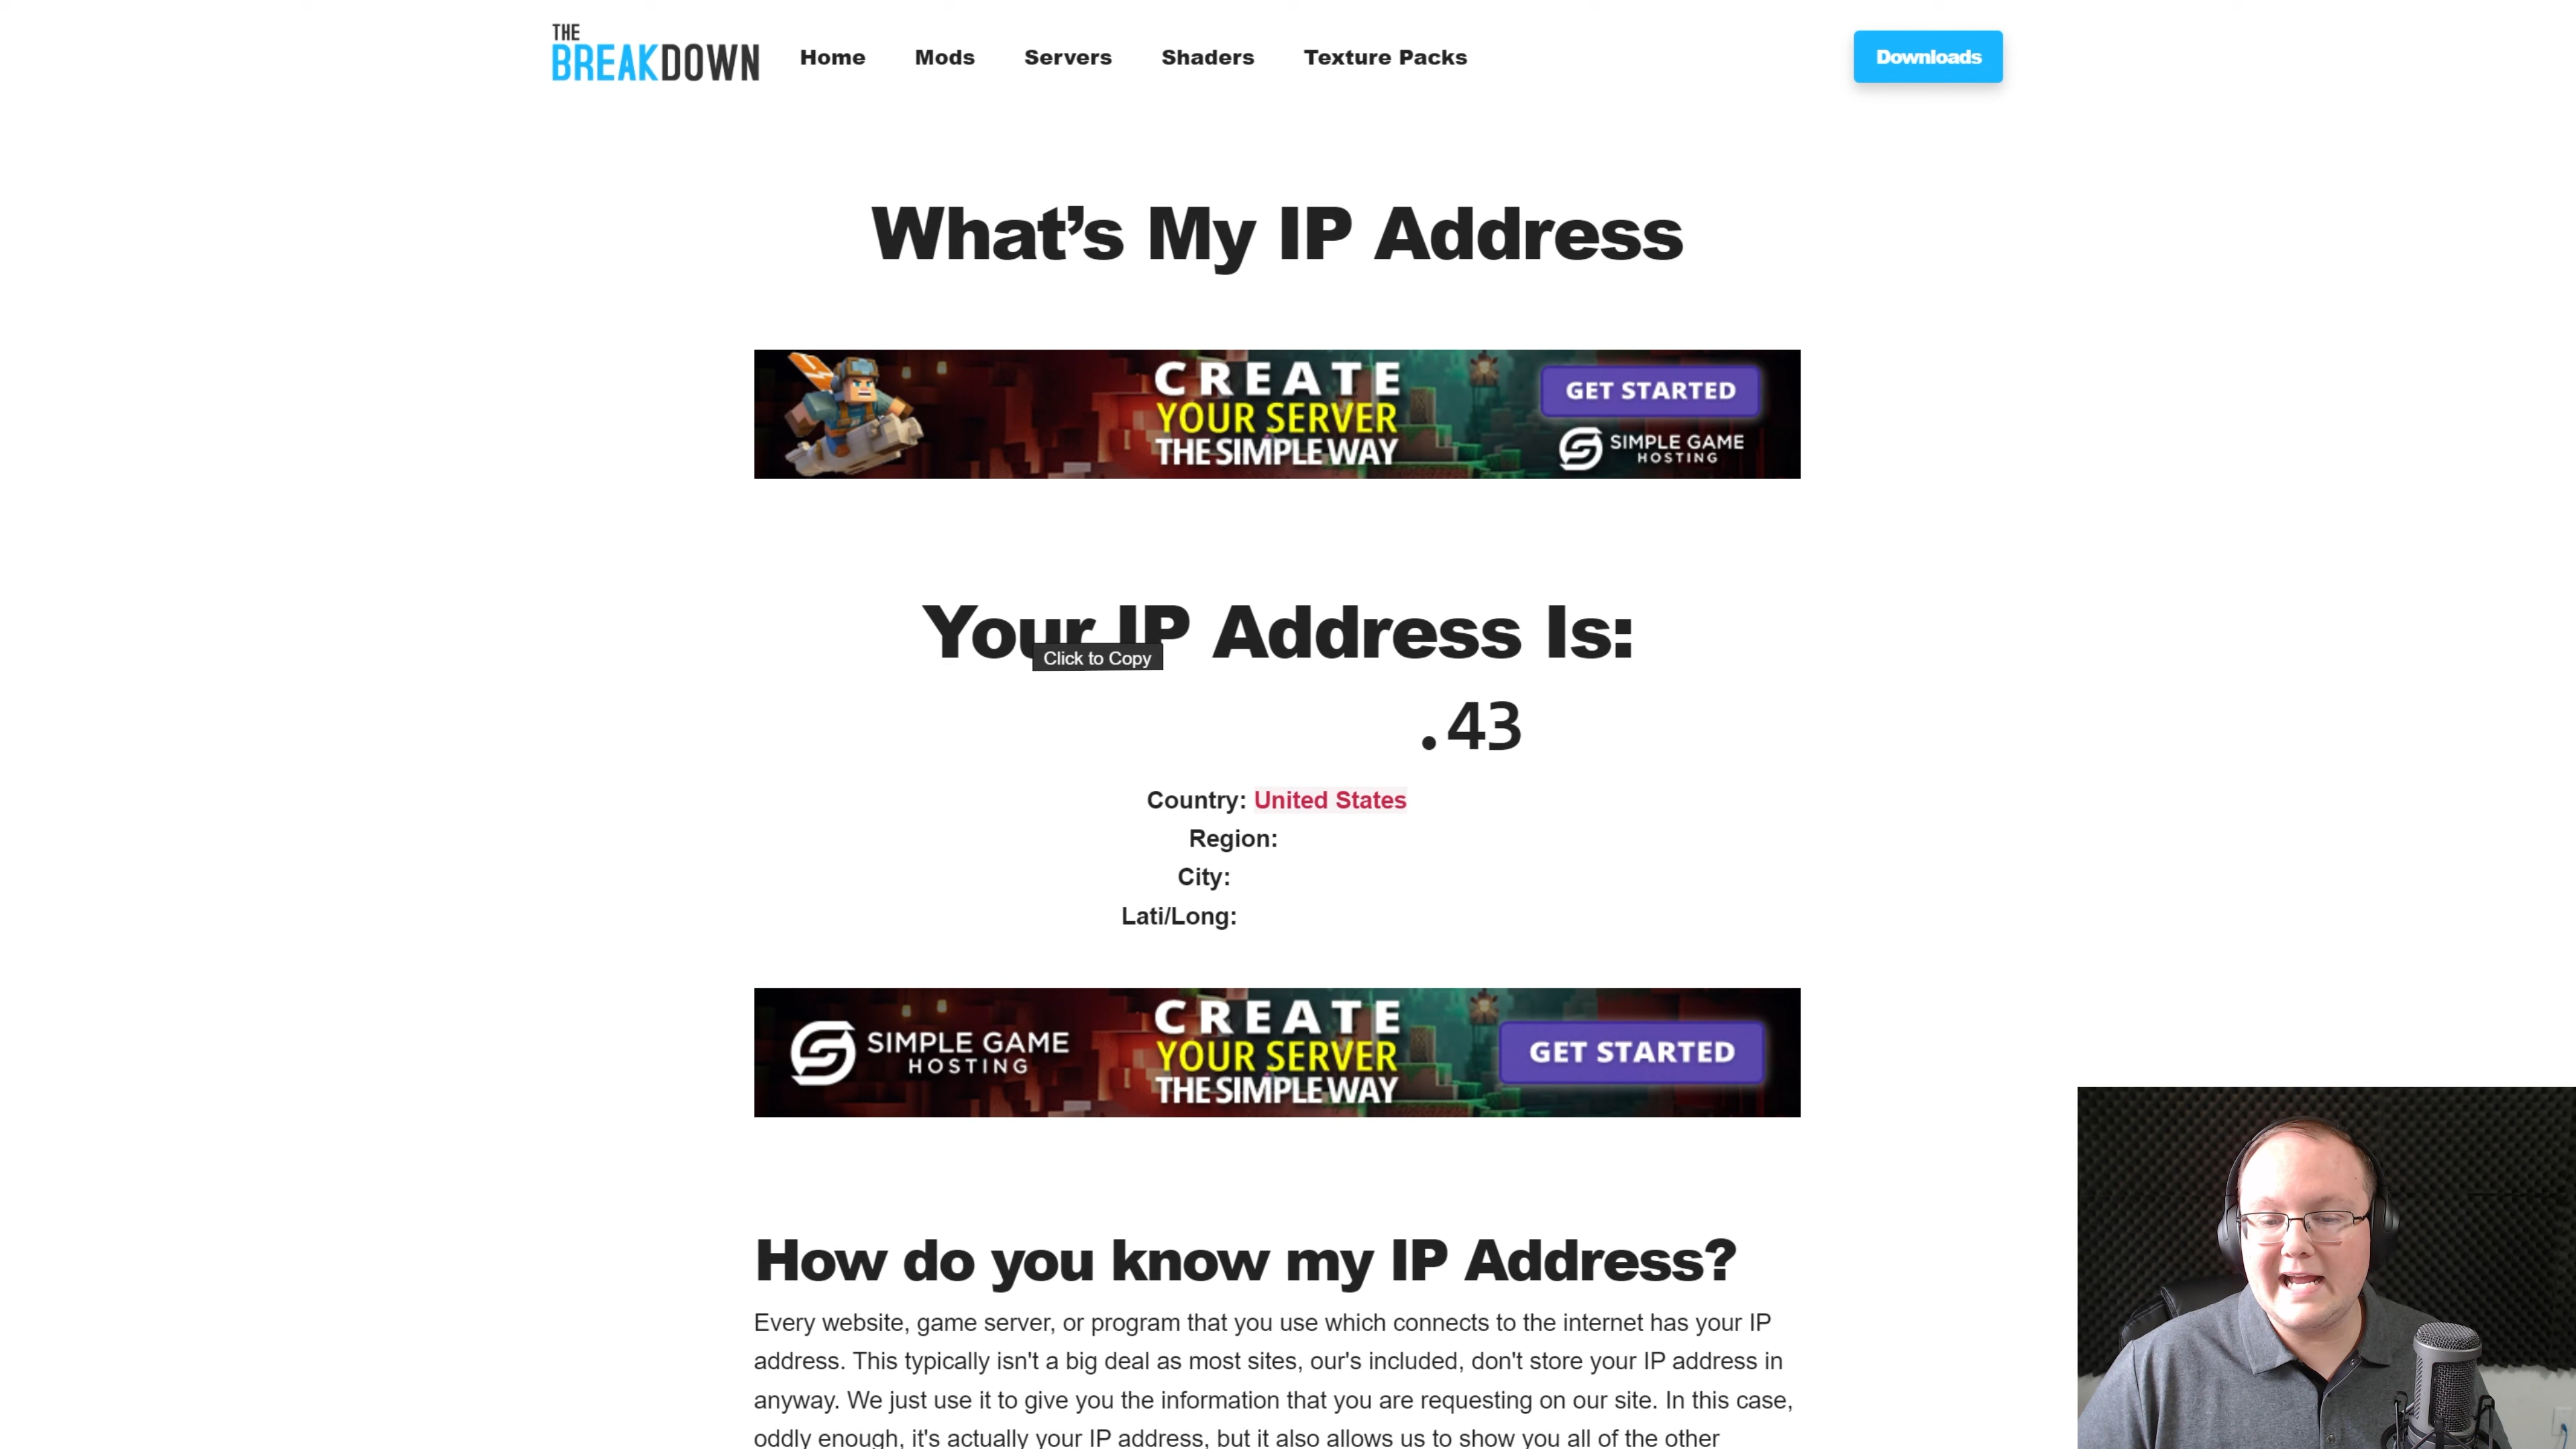 THE
BREAKDOWN
Home Mods Servers Shaders Texture Packs
Downloads
What's My IP Address
CREATE
YOUR SERVER
THE SIMPLE WAY
GET STARTED
SIMPLE GAME
HOSTING
Your IP Address Is:
Click to Copy
.43
Country: United States
Region:
City:
Lati/Long:
SIMPLE GAME
HOSTING
CREATE
YOUR SERVER
THE SIMPLE WAY
GET STARTED
How do you know my IP Address?
Every website, game server, or program that you use which connects to the internet has your IP
address. This typically isn't a big deal as most sites, our's included, don't store your IP address in
anyway. We just use it to give you the information that you are requesting on our site. In this case,
oddly enough, it's actually your IP address, but it also allows us to show you all of the other